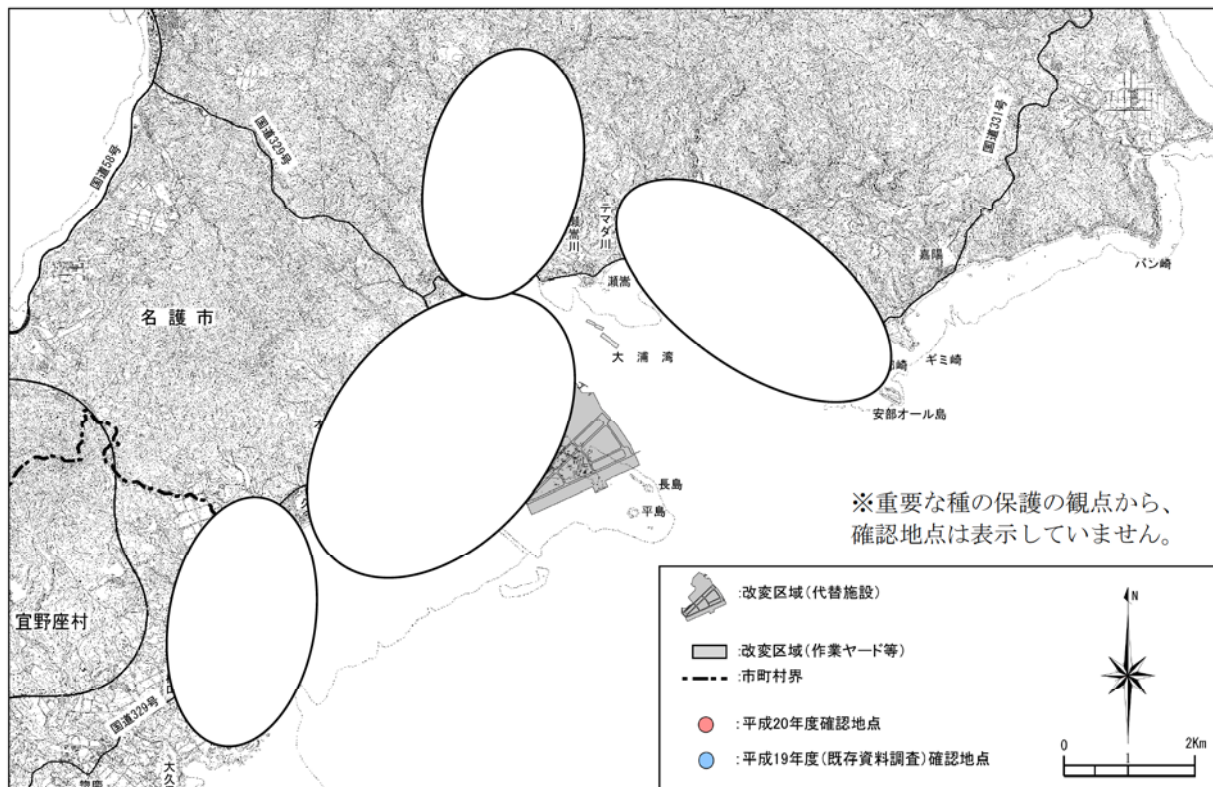 国道58号
国道329号
国道331号
瀬嵩川
テマダ川
瀬嵩
嘉陽
バン崎
名護市
大浦湾
ギミ崎
安部オール島
長島
平島
※重要な種の保護の観点から、
確認地点は表示していません。
宜野座村
国道329号
:改変区域(代替施設)
:改変区域(作業ヤード等)
:市町村界
:平成20年度確認地点
:平成19年度(既存資料調査)確認地点
N
0
1
2Km